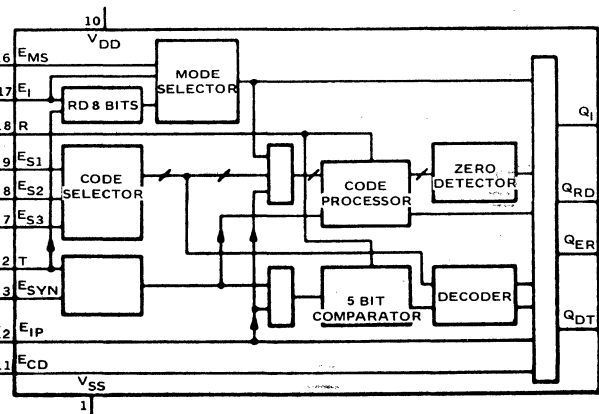 10
VDD
6 EMS
MODE
SELECTOR
17 EI
RD 8 BITS
8 R
9 ES1
CODE
SELECTOR
8 ES2
7 ES3
CODE
PROCESSOR
ZERO
DETECTOR
QI
QRD
QER
QDT
2 T
3 ESYN
5 BIT
COMPARATOR
DECODER
2 EIP
11 ECD
VSS
1